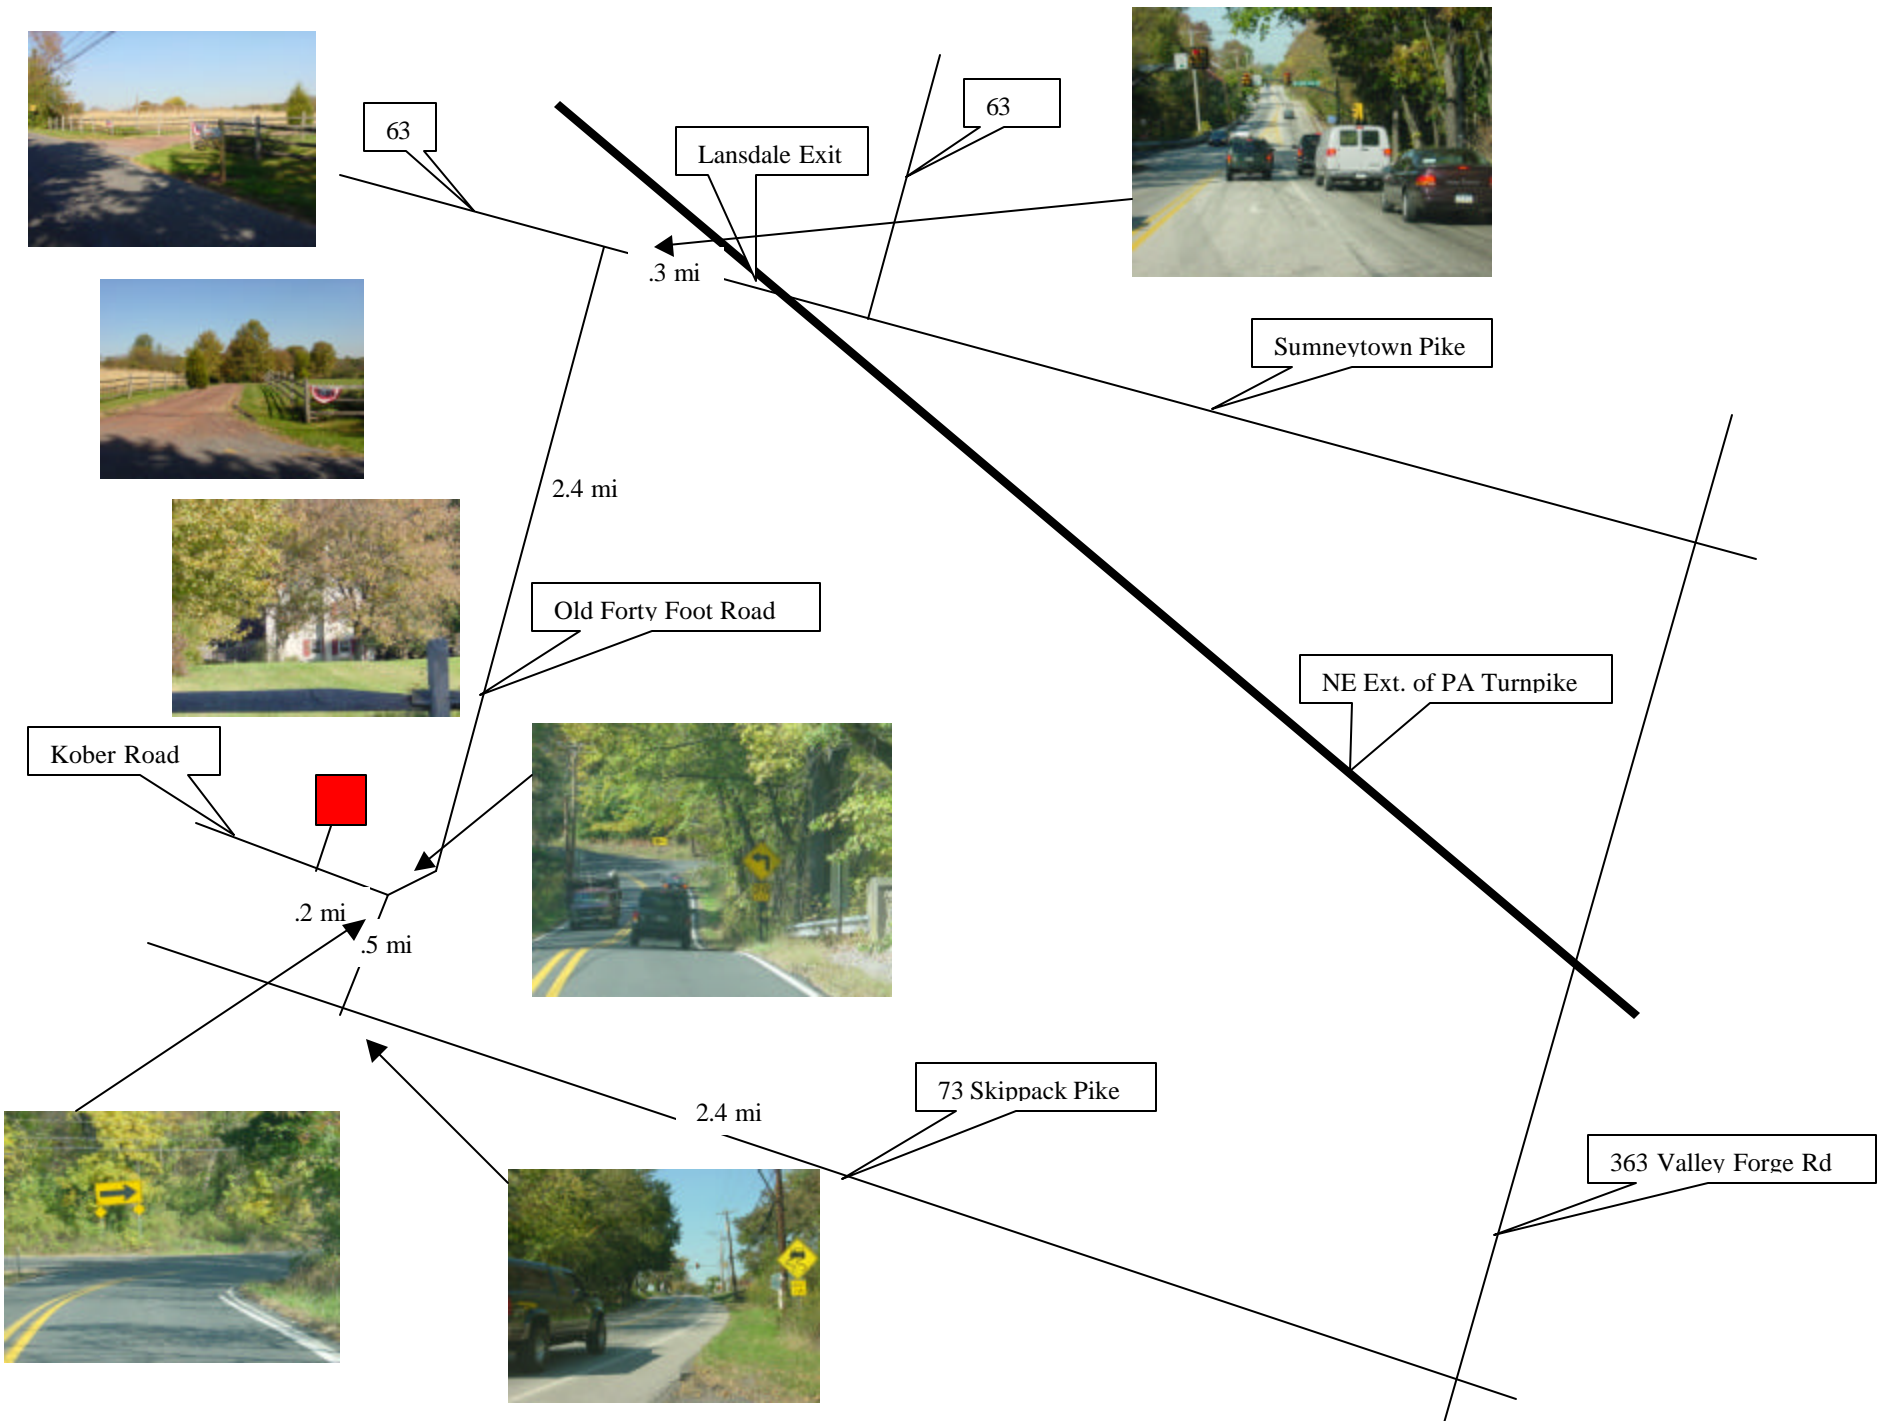 63
63
Lansdale Exit
.3 mi
Sumneytown Pike
2.4 mi
Old Forty Foot Road
NE Ext. of PA Turnpike
Kober Road
.2 mi
.5 mi
73 Skippack Pike
2.4 mi
363 Valley Forge Rd